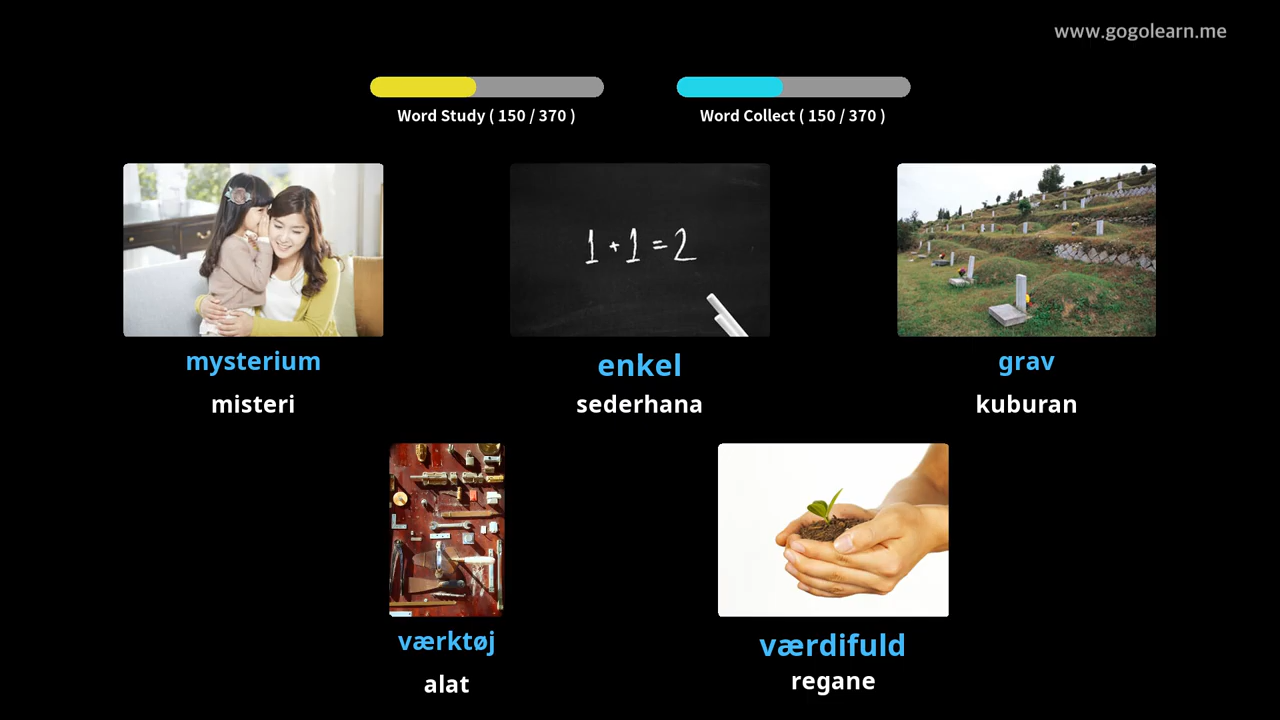 www.gogolearn.me
Word Study ( 150 / 370 )
Word Collect ( 150 / 370 )
1+1=2
mysterium
enkel
grav
misteri
sederhana
kuburan
værktøj
værdifuld
alat
regane